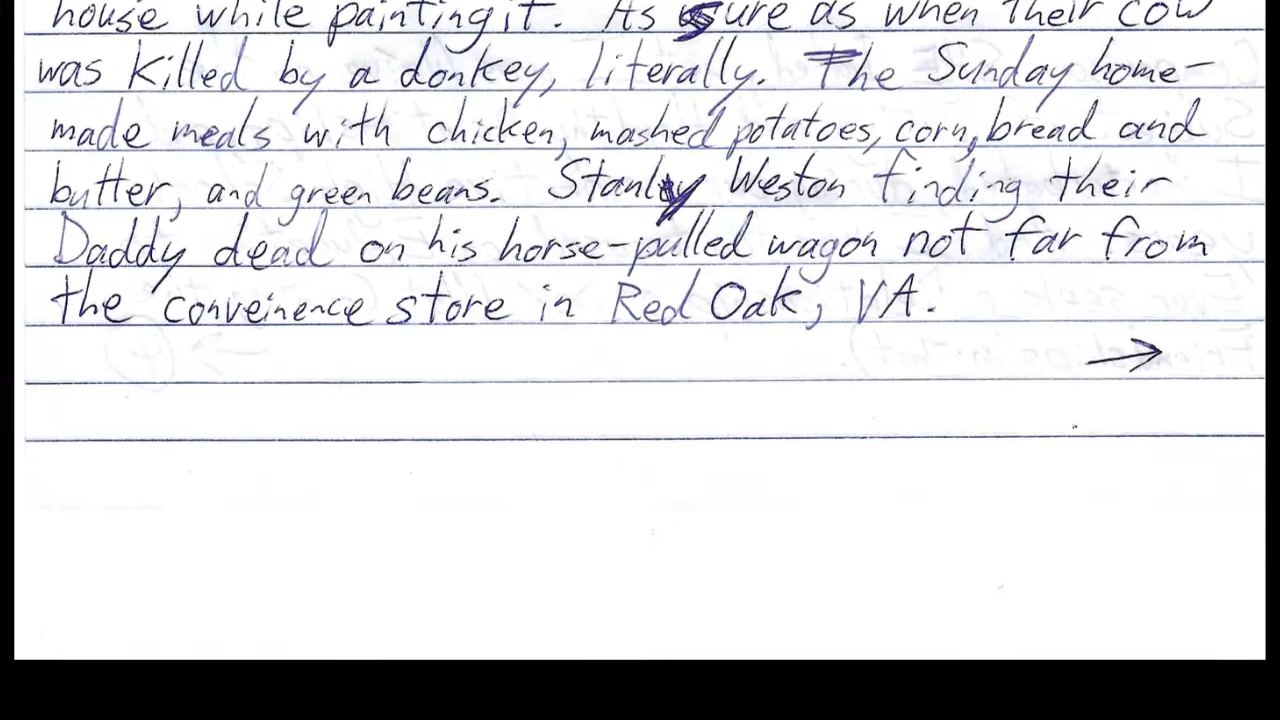 house while painting it. As sure as when their cow
was killed by a donkey, literally. The Sunday home-
made meals with chicken, mashed potatoes, corn, bread and
butter, and green beans. Stanley Weston finding their
Daddy dead on his horse-pulled wagon not far from
the conveinence store in Red Oak, VA.
→